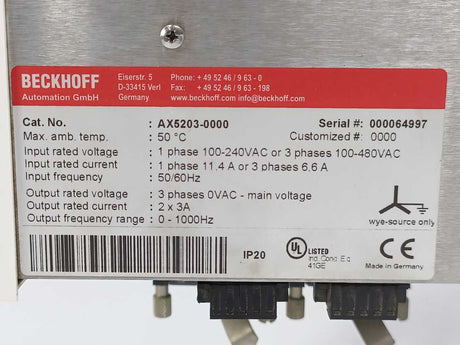 BECKHOFF
Automation GmbH
Eiserstr. 5
D-33415 Verl
Germany
Phone: + 49 52 46 / 9 63 - 0
Fax: + 49 52 46 / 9 63 - 198
www.beckhoff.com info@beckhoff.com
Cat. No. : AX5203-0000 Serial #: 000064997
Max. amb. temp. : 50 °C Customized #: 0000
Input rated voltage : 1 phase 100-240VAC or 3 phases 100-480VAC
Input rated current : 1 phase 11.4 A or 3 phases 6,6 A
Input frequency : 50/60Hz
Output rated voltage : 3 phases 0VAC - main voltage
Output rated current : 2 x 3A
Output frequency range : 0 - 1000Hz
wye-source only
IP20
UL LISTED
Ind. Cond. Eq.
41GE
CE
Made in Germany